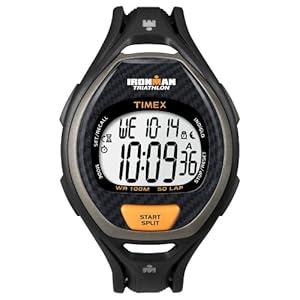 IRONMAN
TRIATHLON
TIMEX
SET/RECALL
INDIGLO
WE 10-14
A
10:09 36
MODE
STOP/RESET
WR 100M
50 LAP
START
SPLIT